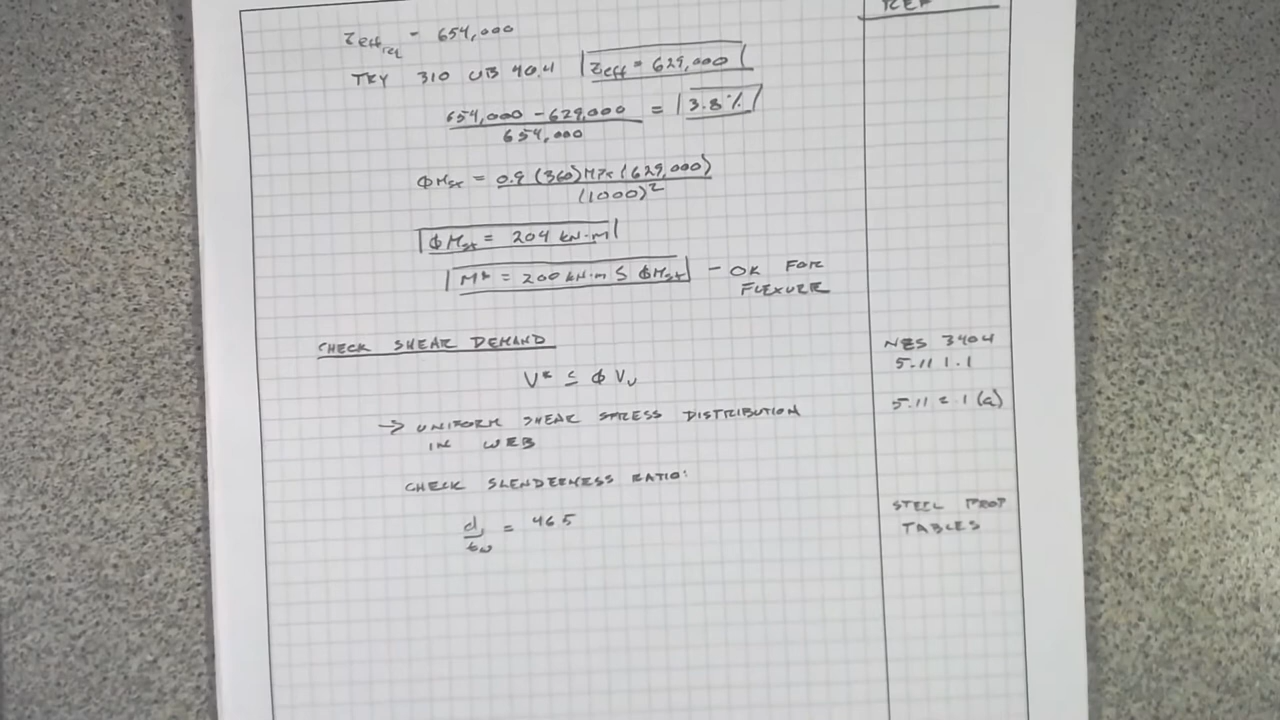 REF
Zeff req - 654,000
TRY 310 UB 40.4 Zeff = 629,000
654,000 - 629,000 = 3.8%
654,000
φMsx = 0.9 (360) MPa (629,000)
(1000)²
φMsx = 204 kN·m
M* = 200 kN·m ≤ φMsx - OK FOR
FLEXURE
CHECK SHEAR DEMAND
NZS 3404
V* ≤ φVv
5.11 1.1
→ UNIFORM SHEAR STRESS DISTRIBUTION
IN WEB
5.11 2.1 (a)
CHECK SLENDERNESS RATIO:
d1 = 46 5
tw
STEEL PROP
TABLES